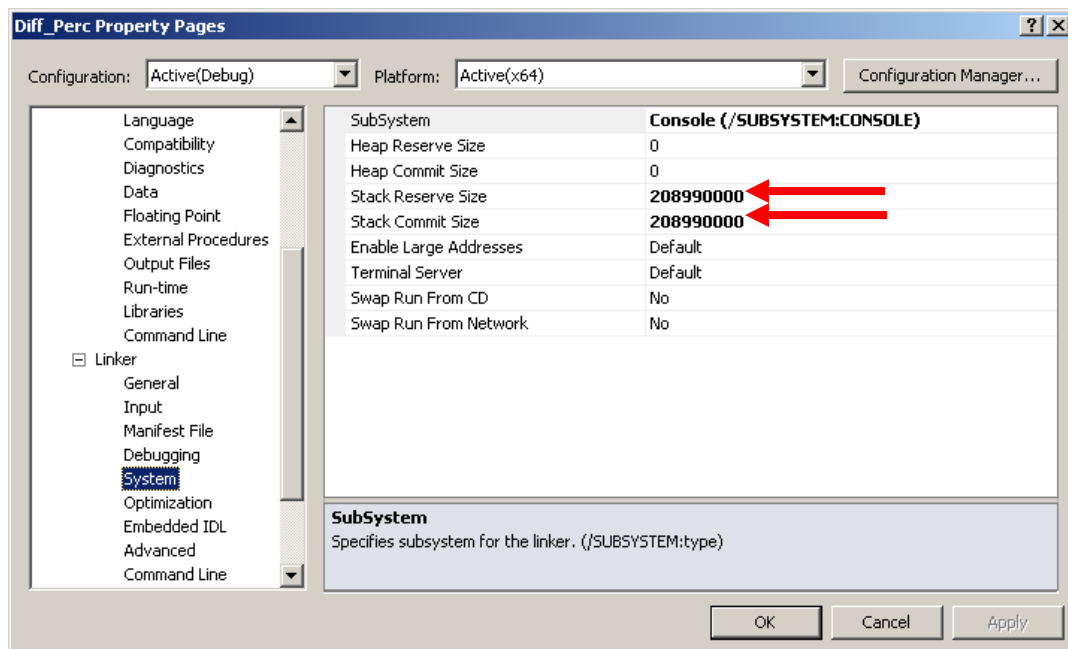 Diff_Perc Property Pages
Configuration: Active(Debug) Platform: Active(x64) Configuration Manager...
Language
Compatibility
Diagnostics
Data
Floating Point
External Procedures
Output Files
Run-time
Libraries
Command Line
Linker
General
Input
Manifest File
Debugging
System
Optimization
Embedded IDL
Advanced
Command Line
SubSystem Console (/SUBSYSTEM:CONSOLE)
Heap Reserve Size 0
Heap Commit Size 0
Stack Reserve Size 208990000
Stack Commit Size 208990000
Enable Large Addresses Default
Terminal Server Default
Swap Run From CD No
Swap Run From Network No
SubSystem
Specifies subsystem for the linker. (/SUBSYSTEM:type)
OK Cancel Apply